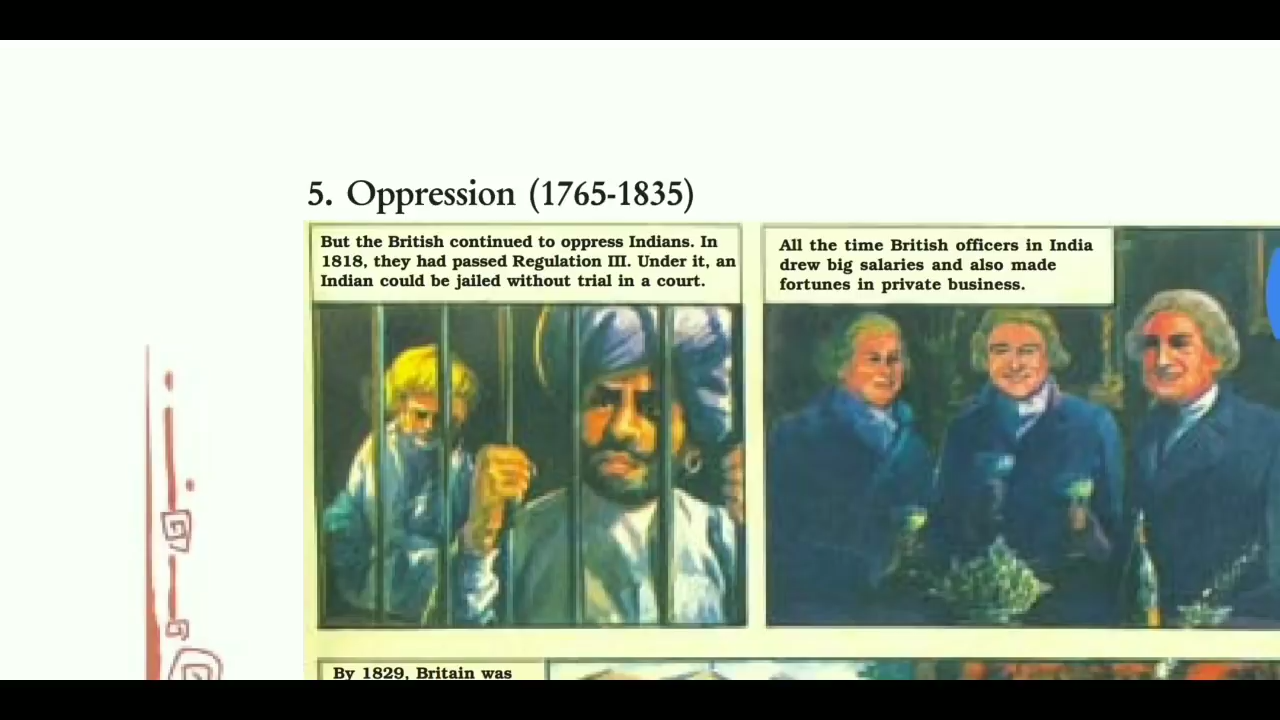 5. Oppression (1765-1835)
But the British continued to oppress Indians. In
1818, they had passed Regulation III. Under it, an
Indian could be jailed without trial in a court.
All the time British officers in India
drew big salaries and also made
fortunes in private business.
By 1829, Britain was